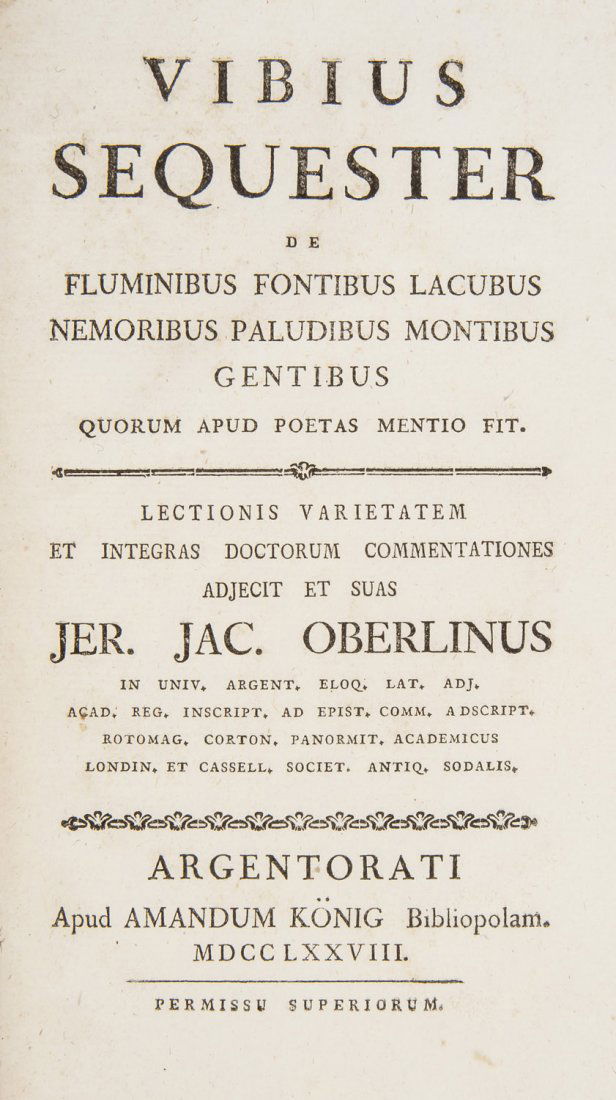 VIBIUS
SEQUESTER
DE
FLUMINIBUS FONTIBUS LACUBUS
NEMORIBUS PALUDIBUS MONTIBUS
GENTIBUS
QUORUM APUD POETAS MENTIO FIT.
LECTIONIS VARIETATEM
ET INTEGRAS DOCTORUM COMMENTATIONES
ADJECIT ET SUAS
JER. JAC. OBERLINUS
IN UNIV. ARGENT. ELOQ. LAT. ADJ.
ACAD. REG. INSCRIPT. AD EPIST. COMM. ADSCRIPT.
ROTOMAG. CORTON. PANORMIT. ACADEMICUS
LONDIN. ET CASSELL. SOCIET. ANTIQ. SODALIS.
ARGENTORATI
Apud AMANDUM KÖNIG Bibliopolam.
MDCCLXXVIII.
PERMISSU SUPERIORUM.